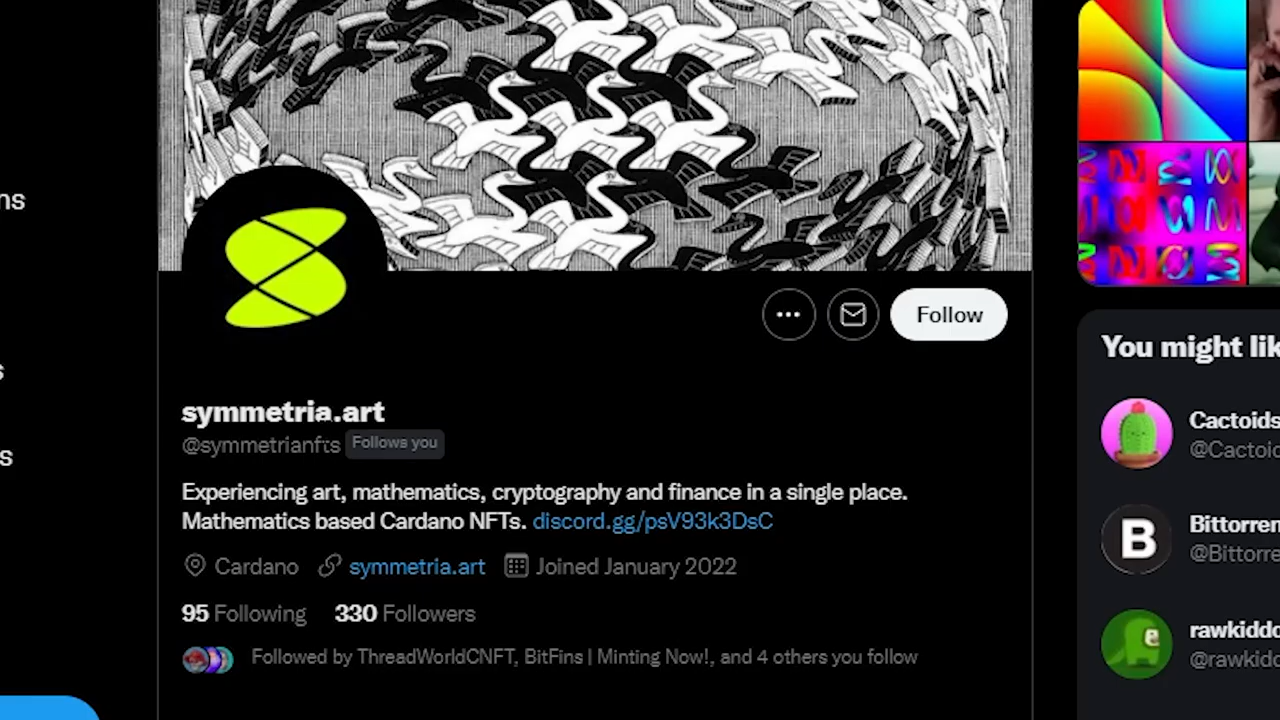 ns
s
s
Follow
symmetria.art
@symmetrianfts Follows you
Experiencing art, mathematics, cryptography and finance in a single place.
Mathematics based Cardano NFTs. discord.gg/psV93k3DsC
Cardano symmetria.art Joined January 2022
95 Following 330 Followers
Followed by ThreadWorldCNFT, BitFins | Minting Now!, and 4 others you follow
You might lik
Cactoids
@Cactoic
B
Bittorren
@Bittorre
rawkiddo
@rawkidd